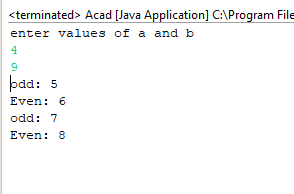 <terminated> Acad [Java Application] C:\Program File
enter values of a and b
4
9
odd: 5
Even: 6
odd: 7
Even: 8